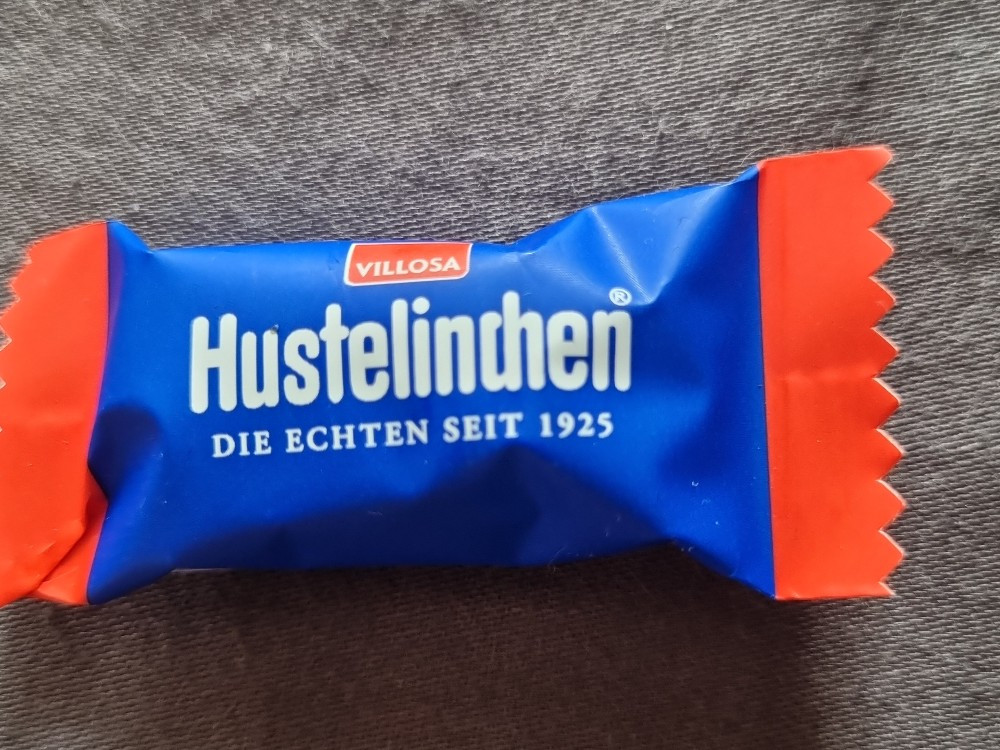 VILLOSA
Hustelinchen®
DIE ECHTEN SEIT 1925